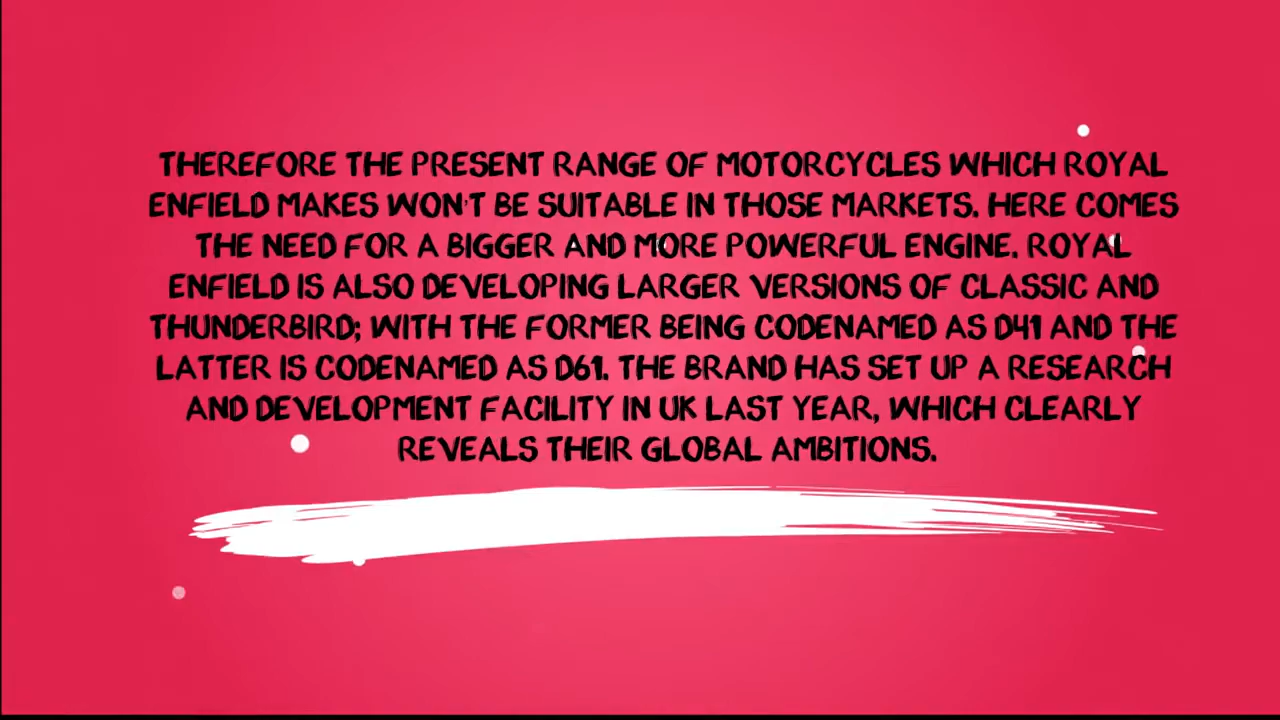 THEREFORE THE PRESENT RANGE OF MOTORCYCLES WHICH ROYAL
ENFIELD MAKES WON'T BE SUITABLE IN THOSE MARKETS. HERE COMES
THE NEED FOR A BIGGER AND MORE POWERFUL ENGINE. ROYAL
ENFIELD IS ALSO DEVELOPING LARGER VERSIONS OF CLASSIC AND
THUNDERBIRD; WITH THE FORMER BEING CODENAMED AS D41 AND THE
LATTER IS CODENAMED AS D61. THE BRAND HAS SET UP A RESEARCH
AND DEVELOPMENT FACILITY IN UK LAST YEAR, WHICH CLEARLY
REVEALS THEIR GLOBAL AMBITIONS.